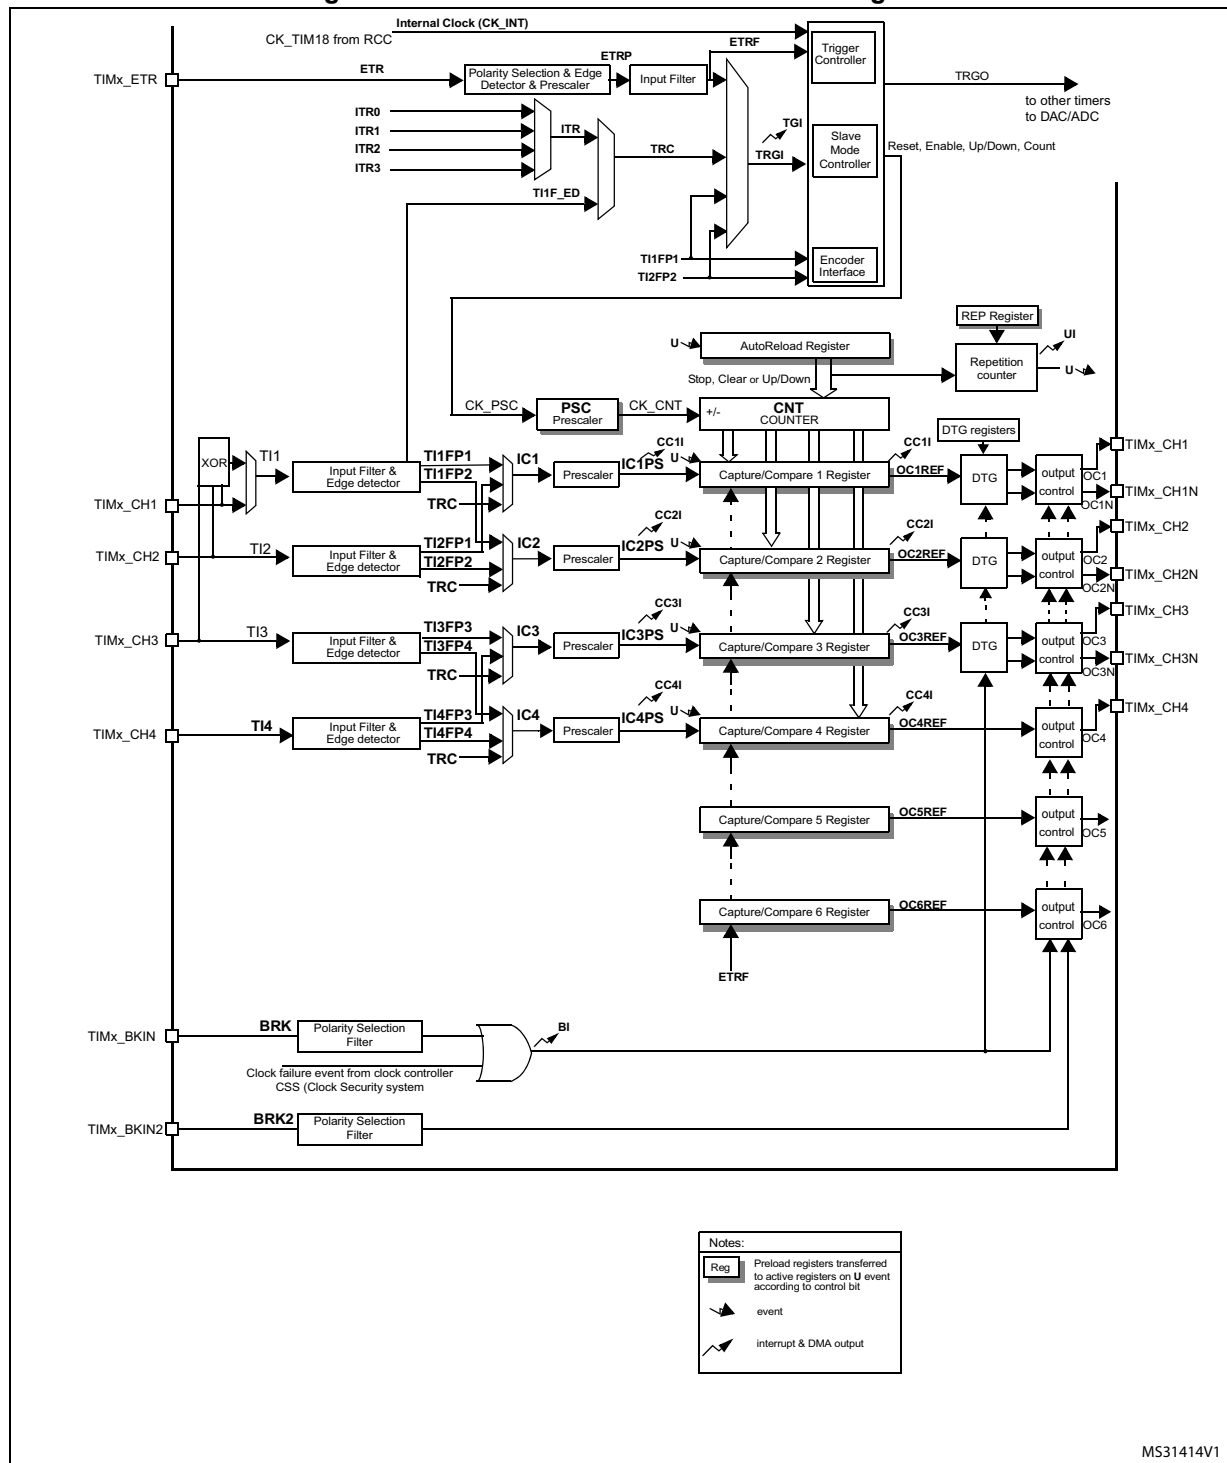 Internal Clock (CK_INT)
CK_TIM18 from RCC
ETRF
Trigger
Controller
ETRP
TIMx_ETR
ETR
Polarity Selection & Edge
Detector & Prescaler
Input Filter
TRGO
to other timers
to DAC/ADC
ITR0
ITR1
ITR2
ITR3
ITR
TRC
TGI
TRGI
Slave
Mode
Controller
Reset, Enable, Up/Down, Count
TI1F_ED
TI1FP1
TI2FP2
Encoder
Interface
REP Register
U
AutoReload Register
UI
Repetition
counter
U
Stop, Clear or Up/Down
CK_PSC
PSC
Prescaler
CK_CNT
+/-
CNT
COUNTER
DTG registers
XOR
TI1
Input Filter &
Edge detector
TI1FP1
TI1FP2
TRC
IC1
Prescaler
CC1I
IC1PS
U
Capture/Compare 1 Register
CC1I
OC1REF
DTG
output
control
OC1
OC1N
TIMx_CH1
TIMx_CH1N
TIMx_CH1
TIMx_CH2
TI2
Input Filter &
Edge detector
TI2FP1
TI2FP2
TRC
IC2
Prescaler
CC2I
IC2PS
U
Capture/Compare 2 Register
CC2I
OC2REF
DTG
output
control
OC2
OC2N
TIMx_CH2
TIMx_CH2N
TIMx_CH3
TI3
Input Filter &
Edge detector
TI3FP3
TI3FP4
TRC
IC3
Prescaler
CC3I
IC3PS
U
Capture/Compare 3 Register
CC3I
OC3REF
DTG
output
control
OC3
OC3N
TIMx_CH3
TIMx_CH3N
TIMx_CH4
TI4
Input Filter &
Edge detector
TI4FP3
TI4FP4
TRC
IC4
Prescaler
CC4I
IC4PS
U
Capture/Compare 4 Register
CC4I
OC4REF
output
control
OC4
TIMx_CH4
Capture/Compare 5 Register
OC5REF
output
control
OC5
Capture/Compare 6 Register
OC6REF
output
control
OC6
ETRF
TIMx_BKIN
BRK
Polarity Selection
Filter
BI
Clock failure event from clock controller
CSS (Clock Security system
TIMx_BKIN2
BRK2
Polarity Selection
Filter
Notes:
Reg
Preload registers transferred
to active registers on U event
according to control bit
event
interrupt & DMA output
MS31414V1